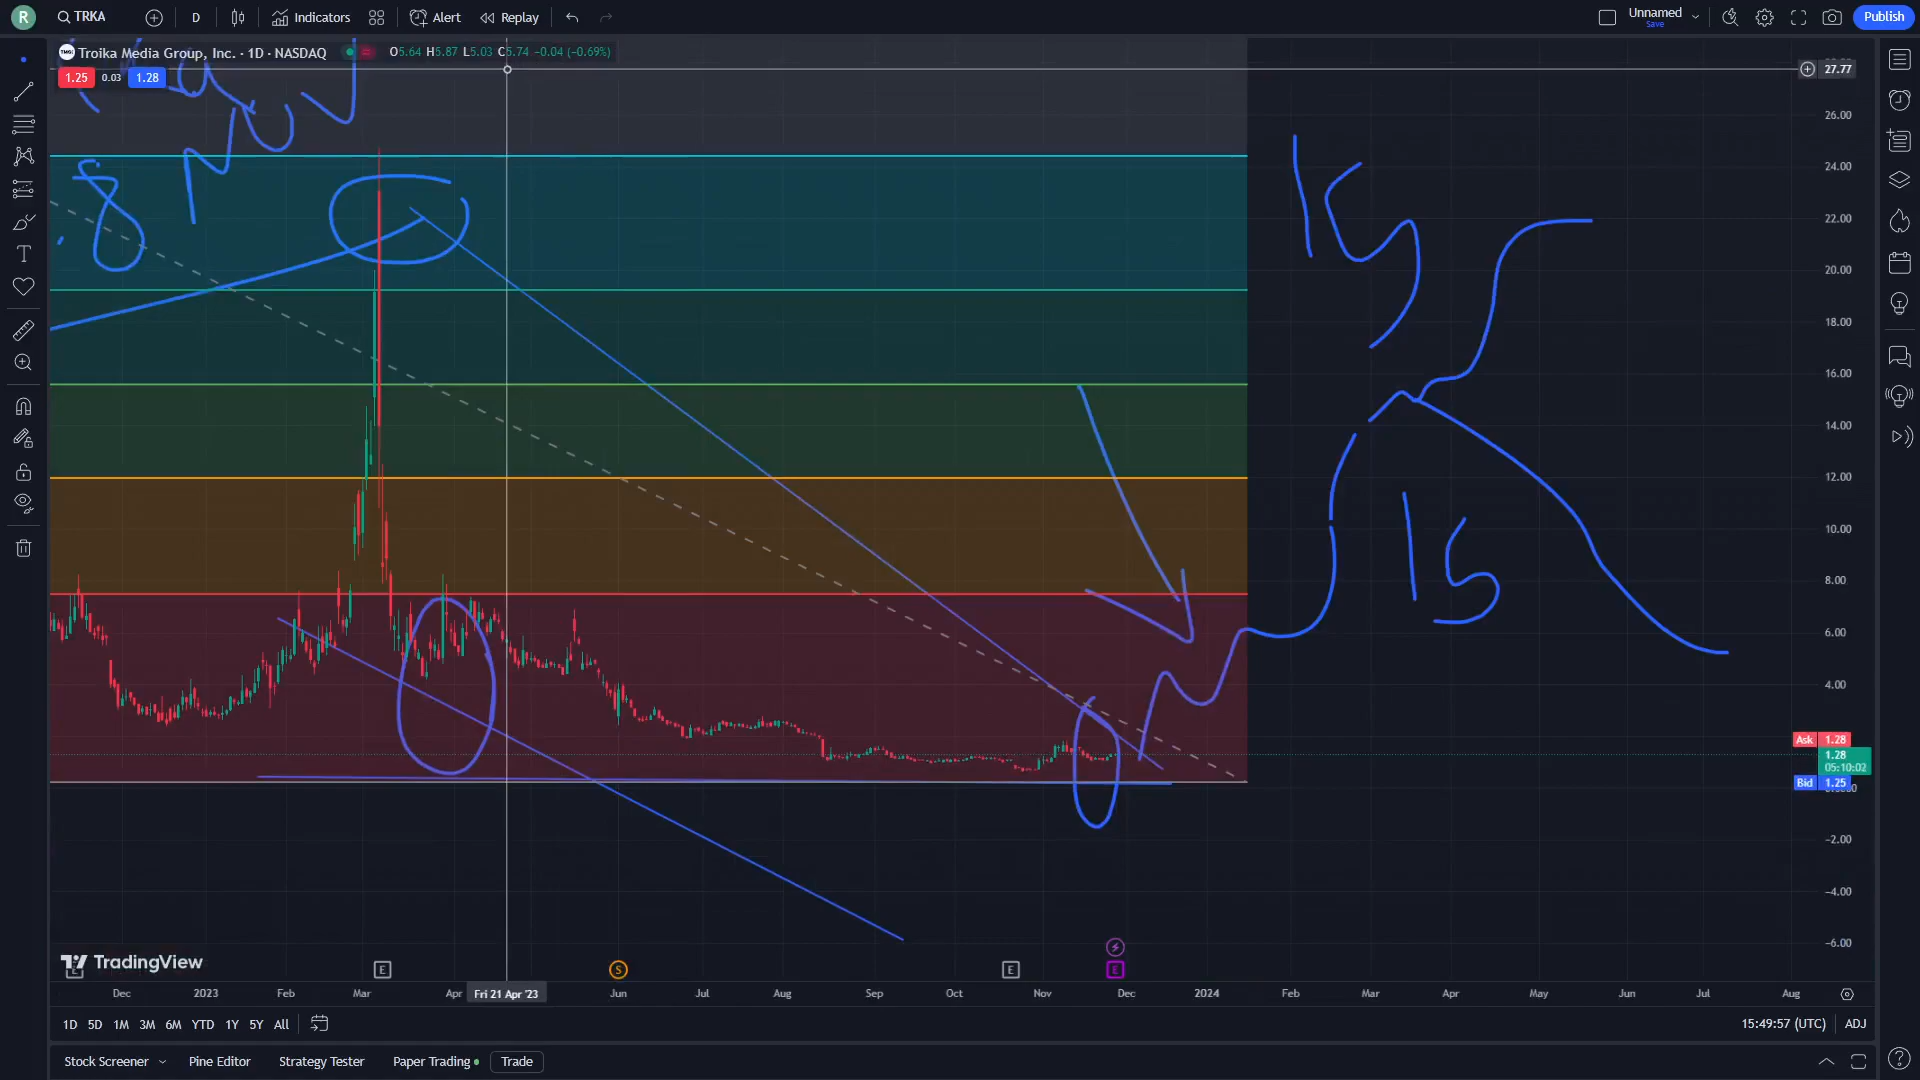 R TRKA D Indicators Alert Replay Unnamed Save Publish
TMG Troika Media Group, Inc. · 1D · NASDAQ O5.64 H5.87 L5.03 C5.74 −0.04 (−0.69%)
1.25 0.03 1.28
27.77
26.00
24.00
22.00
20.00
18.00
16.00
14.00
12.00
10.00
8.00
6.00
4.00
Ask 1.28
1.28
05:10:02
Bid 1.25
−2.00
−4.00
−6.00
15
15
8
TradingView
E E S E E
Dec 2023 Feb Mar Apr Fri 21 Apr '23 Jun Jul Aug Sep Oct Nov Dec 2024 Feb Mar Apr May Jun Jul Aug
1D 5D 1M 3M 6M YTD 1Y 5Y All 15:49:57 (UTC) ADJ
Stock Screener Pine Editor Strategy Tester Paper Trading Trade